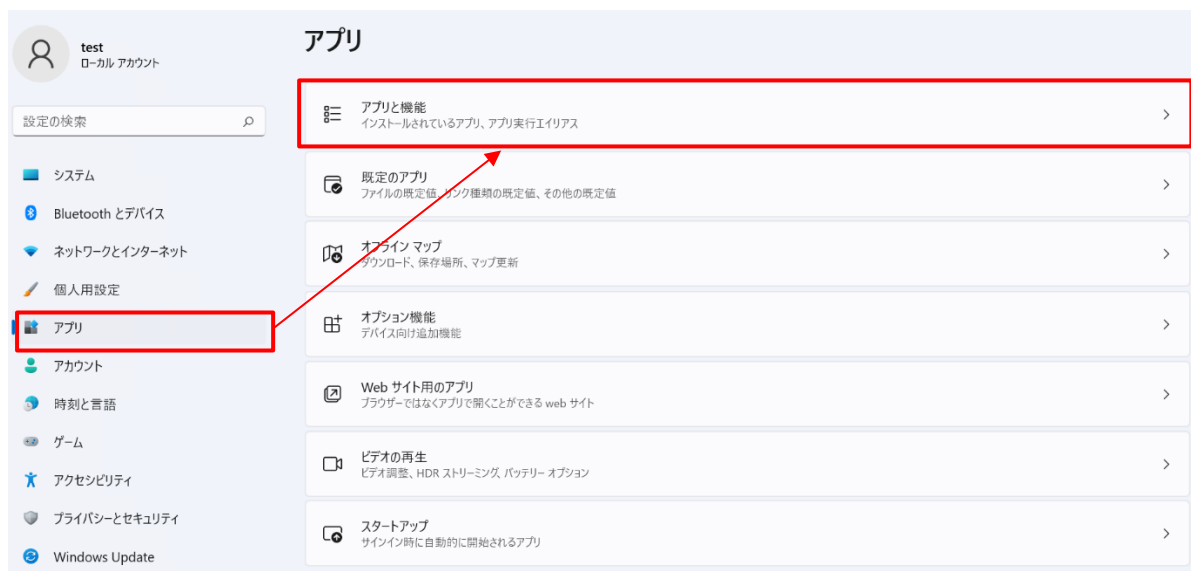 test
ローカル アカウント
設定の検索
システム
Bluetooth とデバイス
ネットワークとインターネット
個人用設定
アプリ
アカウント
時刻と言語
ゲーム
アクセシビリティ
プライバシーとセキュリティ
Windows Update
アプリ
アプリと機能
インストールされているアプリ、アプリ実行エイリアス
既定のアプリ
ファイルの既定値、リンク種類の既定値、その他の既定値
オフライン マップ
ダウンロード、保存場所、マップ更新
オプション機能
デバイス向け追加機能
Web サイト用のアプリ
ブラウザーではなくアプリで開くことができる web サイト
ビデオの再生
ビデオ調整、HDR ストリーミング、バッテリー オプション
スタートアップ
サインイン時に自動的に開始されるアプリ